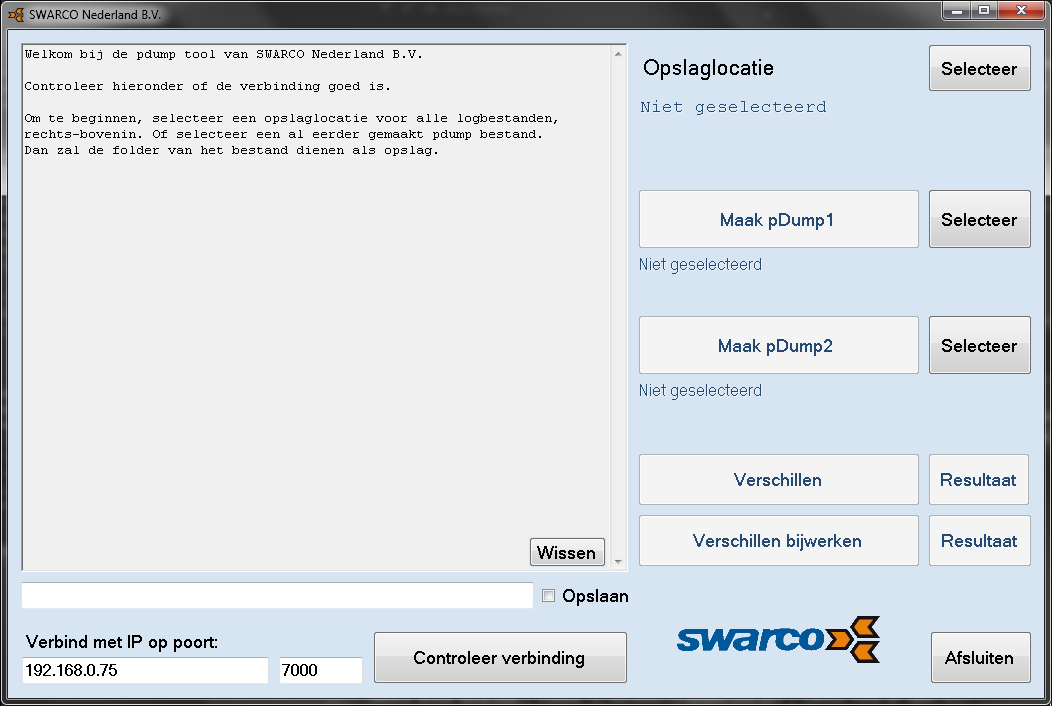 SWARCO Nederland B.V.
Welkom bij de pdump tool van SWARCO Nederland B.V.
Controleer hieronder of de verbinding goed is.
Om te beginnen, selecteer een opslaglocatie voor alle logbestanden,
rechts-bovenin. Of selecteer een al eerder gemaakt pdump bestand.
Dan zal de folder van het bestand dienen als opslag.
Wissen
Opslaan
Verbind met IP op poort:
192.168.0.75
7000
Controleer verbinding
Opslaglocatie
Selecteer
Niet geselecteerd
Maak pDump1
Selecteer
Niet geselecteerd
Maak pDump2
Selecteer
Niet geselecteerd
Verschillen
Resultaat
Verschillen bijwerken
Resultaat
swarco
Afsluiten